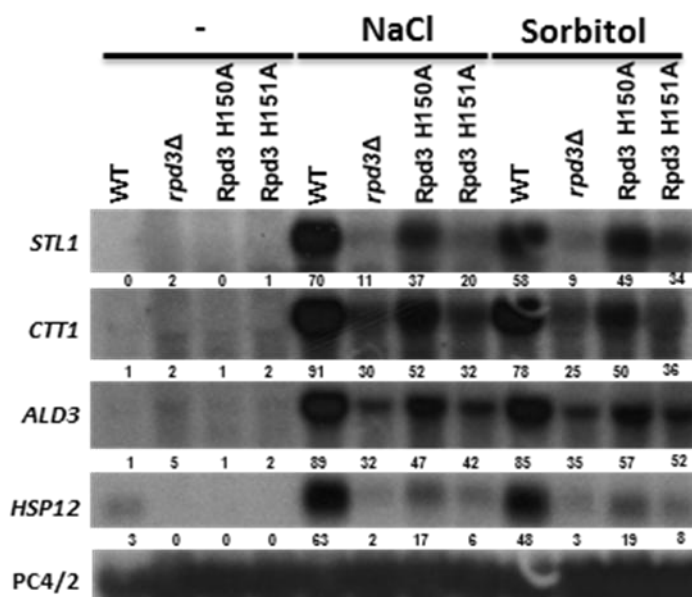 - NaCl Sorbitol
WT rpd3Δ Rpd3 H150A Rpd3 H151A WT rpd3Δ Rpd3 H150A Rpd3 H151A WT rpd3Δ Rpd3 H150A Rpd3 H151A
STL1
0 2 0 1 70 11 37 20 58 9 49 34
CTT1
1 2 1 2 91 30 52 32 78 25 50 36
ALD3
1 5 1 2 89 32 47 42 85 35 57 52
HSP12
3 0 0 0 63 2 17 6 48 3 19 8
PC4/2